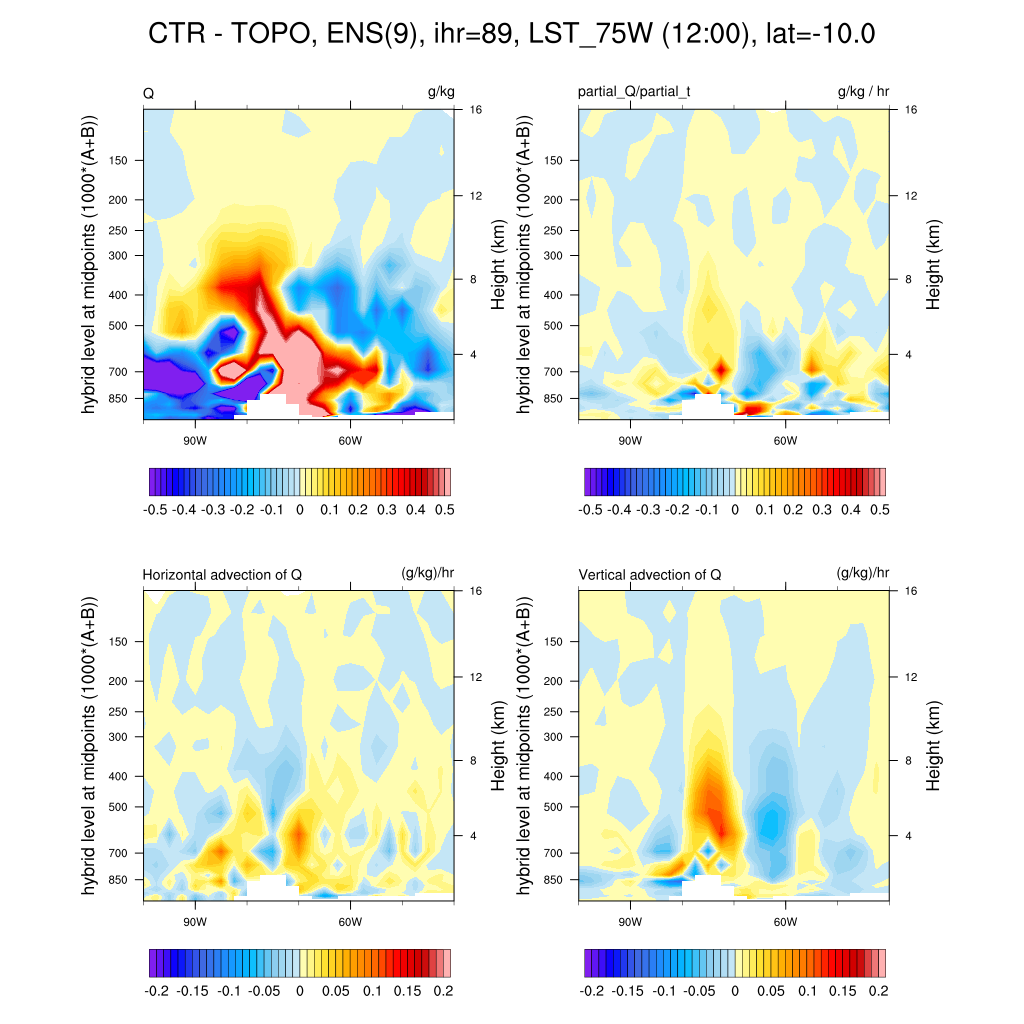 CTR - TOPO, ENS(9), ihr=89, LST_75W (12:00), lat=-10.0
Q g/kg
hybrid level at midpoints (1000*(A+B))
150
200
250
300
400
500
700
850
16
12
8
4
Height (km)
90W 60W
-0.5 -0.4 -0.3 -0.2 -0.1 0 0.1 0.2 0.3 0.4 0.5
partial_Q/partial_t g/kg / hr
hybrid level at midpoints (1000*(A+B))
150
200
250
300
400
500
700
850
16
12
8
4
Height (km)
90W 60W
-0.5 -0.4 -0.3 -0.2 -0.1 0 0.1 0.2 0.3 0.4 0.5
Horizontal advection of Q (g/kg)/hr
hybrid level at midpoints (1000*(A+B))
150
200
250
300
400
500
700
850
16
12
8
4
Height (km)
90W 60W
-0.2 -0.15 -0.1 -0.05 0 0.05 0.1 0.15 0.2
Vertical advection of Q (g/kg)/hr
hybrid level at midpoints (1000*(A+B))
150
200
250
300
400
500
700
850
16
12
8
4
Height (km)
90W 60W
-0.2 -0.15 -0.1 -0.05 0 0.05 0.1 0.15 0.2